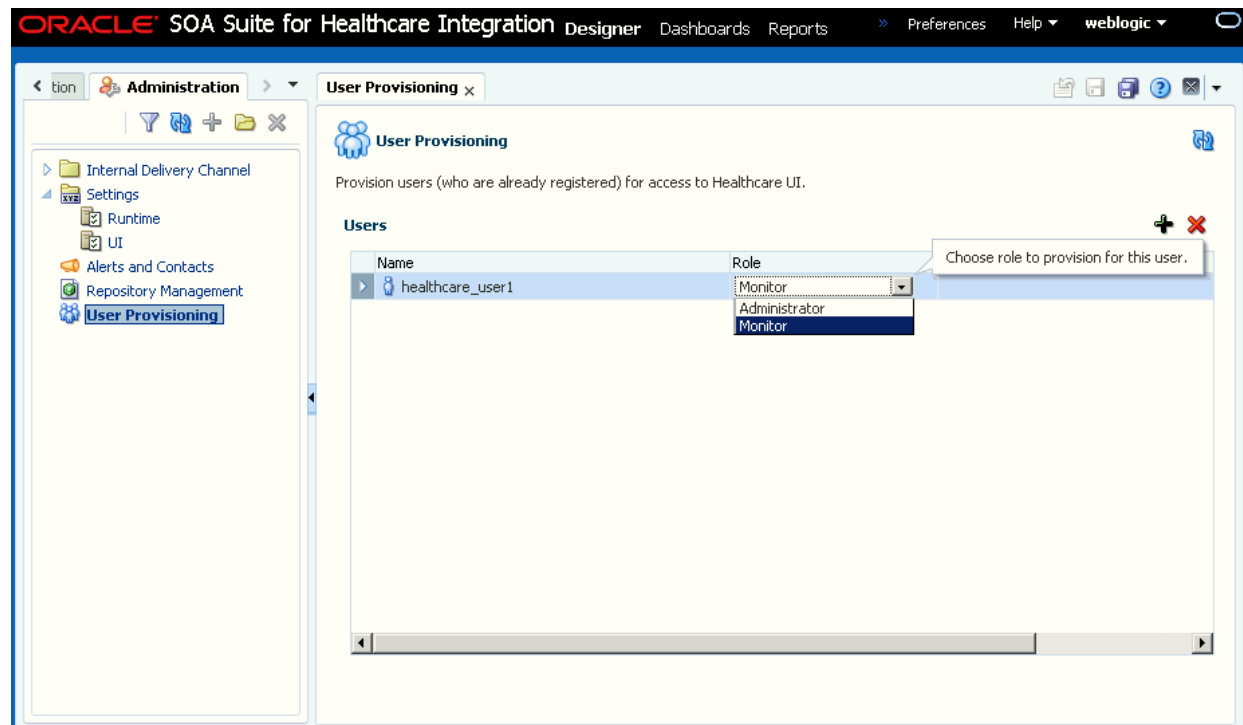 ORACLE SOA Suite for Healthcare Integration Designer Dashboards Reports » Preferences Help weblogic
tion Administration User Provisioning
User Provisioning
Internal Delivery Channel
Provision users (who are already registered) for access to Healthcare UI.
Settings
Runtime
Users
UI
Choose role to provision for this user.
Name Role
Alerts and Contacts
healthcare_user1 Monitor
Repository Management
Administrator
User Provisioning
Monitor